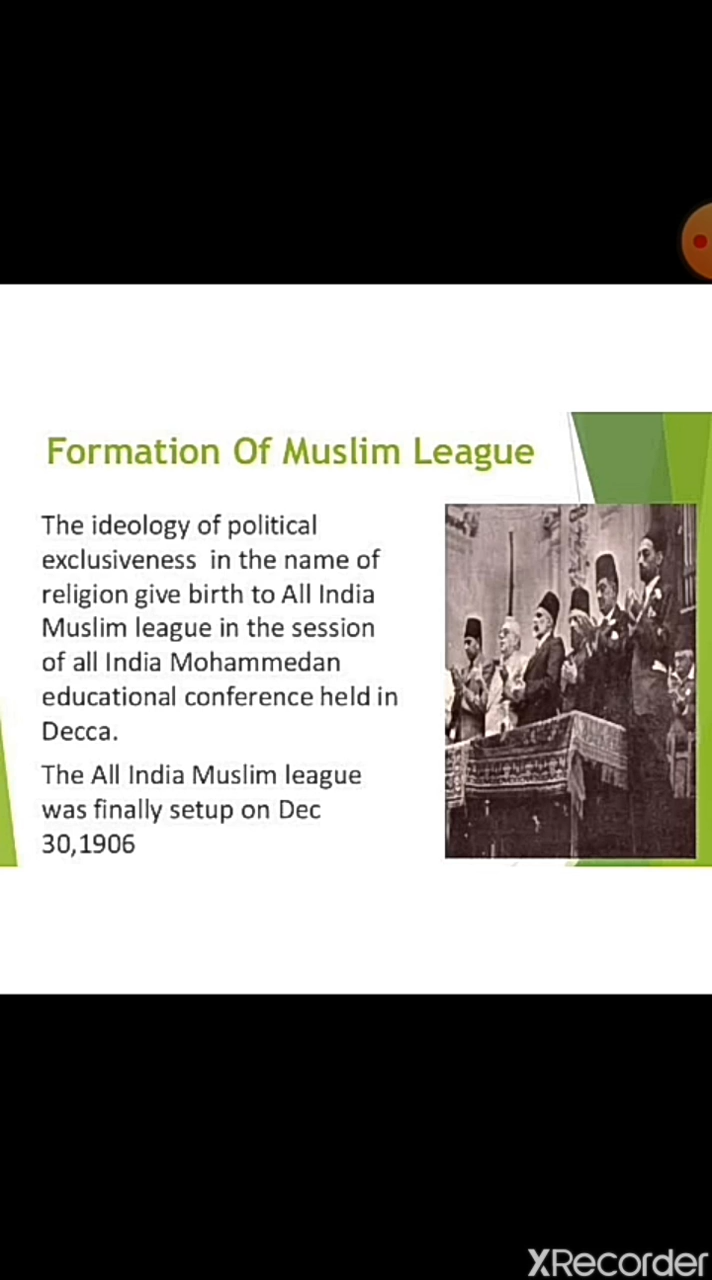 Formation Of Muslim League
The ideology of political
exclusiveness in the name of
religion give birth to All India
Muslim league in the session
of all India Mohammedan
educational conference held in
Decca.
The All India Muslim league
was finally setup on Dec
30,1906
XRecorder